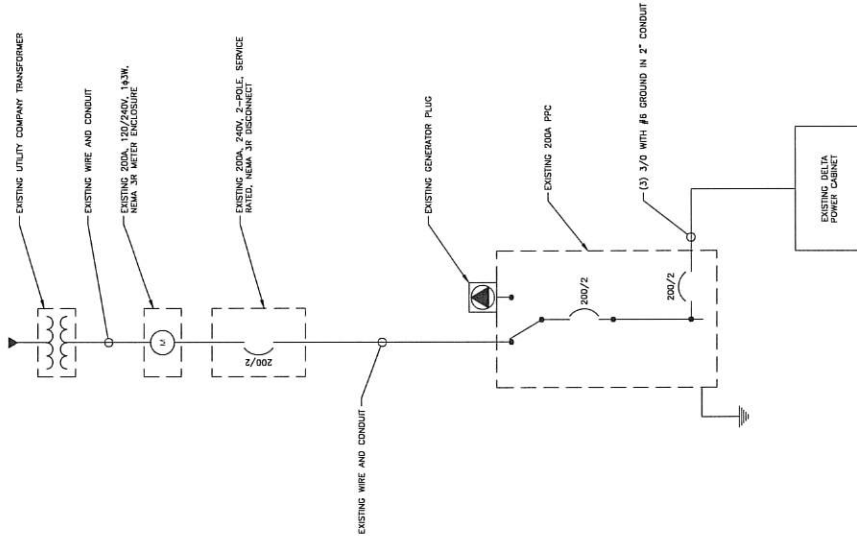 EXISTING UTILITY COMPANY TRANSFORMER
EXISTING WIRE AND CONDUIT
EXISTING 200A, 120/240V, 1ϕ3W,
NEMA 3R METER ENCLOSURE
M
EXISTING 200A, 240V, 2-POLE, SERVICE
RATED, NEMA 3R DISCONNECT
200/2
EXISTING WIRE AND CONDUIT
EXISTING GENERATOR PLUG
EXISTING 200A PPC
200/2
200/2
(3) 3/0 WITH #6 GROUND IN 2" CONDUIT
EXISTING DELTA
POWER CABINET